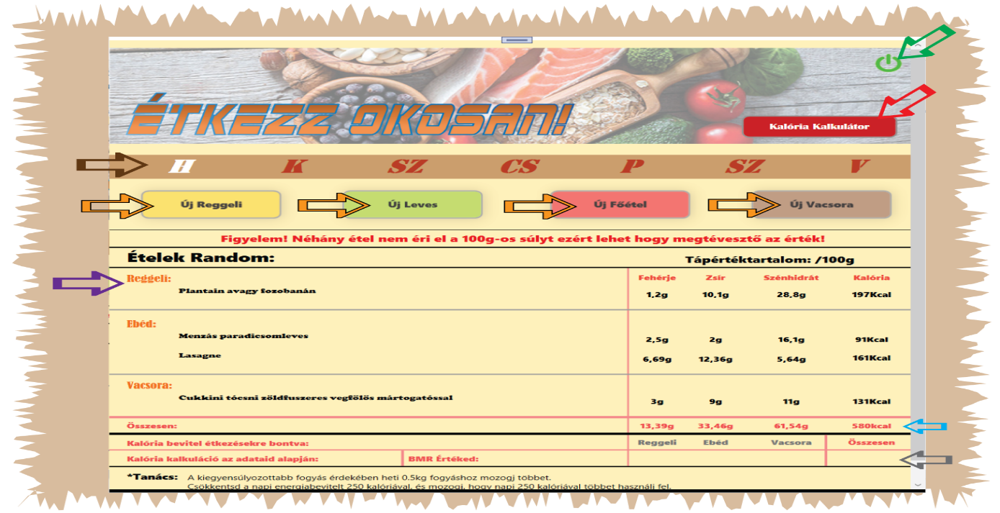 ÉTKEZZ OKOSAN!
Kalória Kalkulátor
H K SZ CS P SZ V
Új Reggeli Új Leves Új Főétel Új Vacsora
Figyelem! Néhány étel nem éri el a 100g-os súlyt ezért lehet hogy megtévesztő az érték!
Ételek Random: Tápértéktartalom: /100g
Reggeli: Fehérje Zsír Szénhidrát Kalória
Plantain avagy fozobanán 1,2g 10,1g 28,8g 197Kcal
Ebéd:
Menzás paradicsomleves 2,5g 2g 16,1g 91Kcal
Lasagne 6,69g 12,36g 5,64g 161Kcal
Vacsora:
Cukkini tócsni zöldfuszeres vegfölös mártogatóssal 3g 9g 11g 131Kcal
Összesen: 13,39g 33,46g 61,54g 580kcal
Kalória bevitel étkezésekre bontva: Reggeli Ebéd Vacsora Összesen
Kalória kalkuláció az adataid alapján: BMR Értéked:
*Tanács: A kiegyensúlyozottabb fogyás érdekében heti 0.5kg fogyáshoz mozogj többet.
Csökkentsd a napi energiabevitelt 250 kalóriával, és mozogj, hogy napi 250 kalóriával többet használj fel.